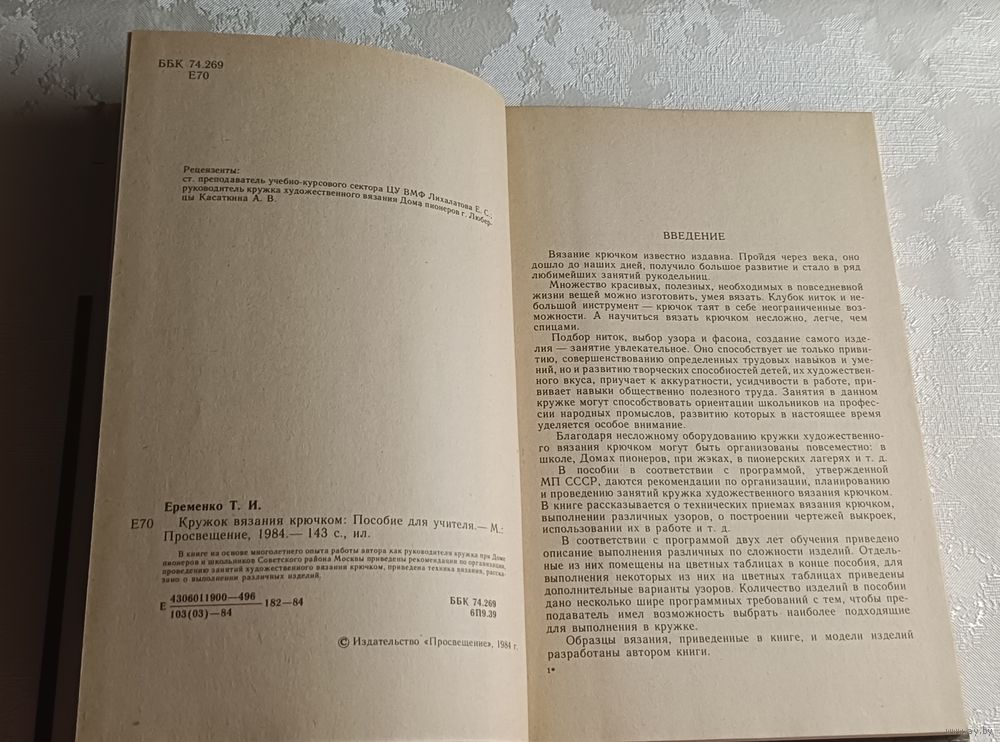 ББК 74.269
Е70
Рецензенты:
ст. преподаватель учебно-курсового сектора ЦУ ВМФ Лихалатова Е. С.;
руководитель кружка художественного вязания Дома пионеров г. Любер-
цы Касаткина А. В.
Еременко Т. И.
Е70 Кружок вязания крючком: Пособие для учителя.— М.:
Просвещение, 1984.— 143 с., ил.
В книге на основе многолетнего опыта работы автора как руководителя кружка при Доме
пионеров и школьников Советского района Москвы приведены рекомендации по организации,
проведению занятий художественного вязания крючком, приведена техника вязания, расска-
зано о выполнении различных изделий.
Е 4306011900—496
103(03)—84 182—84
ББК 74.269
6П9.39
© Издательство «Просвещение», 1984 г.
ВВЕДЕНИЕ
Вязание крючком известно издавна. Пройдя через века, оно
дошло до наших дней, получило большое развитие и стало в ряд
любимейших занятий рукодельниц.
Множество красивых, полезных, необходимых в повседневной
жизни вещей можно изготовить, умея вязать. Клубок ниток и не-
большой инструмент — крючок таят в себе неограниченные воз-
можности. А научиться вязать крючком несложно, легче, чем
спицами.
Подбор ниток, выбор узора и фасона, создание самого изде-
лия — занятие увлекательное. Оно способствует не только приви-
тию, совершенствованию определенных трудовых навыков и уме-
ний, но и развитию творческих способностей детей, их художествен-
ного вкуса, приучает к аккуратности, усидчивости в работе, при-
вивает навыки общественно полезного труда. Занятия в данном
кружке могут способствовать ориентации школьников на профес-
сии народных промыслов, развитию которых в настоящее время
уделяется особое внимание.
Благодаря несложному оборудованию кружки художественно-
го вязания крючком могут быть организованы повсеместно: в
школе, Домах пионеров, при жэках, в пионерских лагерях и т. д.
В пособии в соответствии с программой, утвержденной
МП СССР, даются рекомендации по организации, планированию
и проведению занятий кружка художественного вязания крючком.
В книге рассказывается о технических приемах вязания крючком,
выполнении различных узоров, о построении чертежей выкроек,
использовании их в работе и т. д.
В соответствии с программой двух лет обучения приведено
описание выполнения различных по сложности изделий. Отдель-
ные из них помещены на цветных таблицах в конце пособия, для
выполнения некоторых из них на цветных таблицах приведены
дополнительные варианты узоров. Количество изделий в пособии
дано несколько шире программных требований с тем, чтобы пре-
подаватель имел возможность выбрать наиболее подходящие
для выполнения в кружке.
Образцы вязания, приведенные в книге, и модели изделий
разработаны автором книги.
1*
www.ay.by